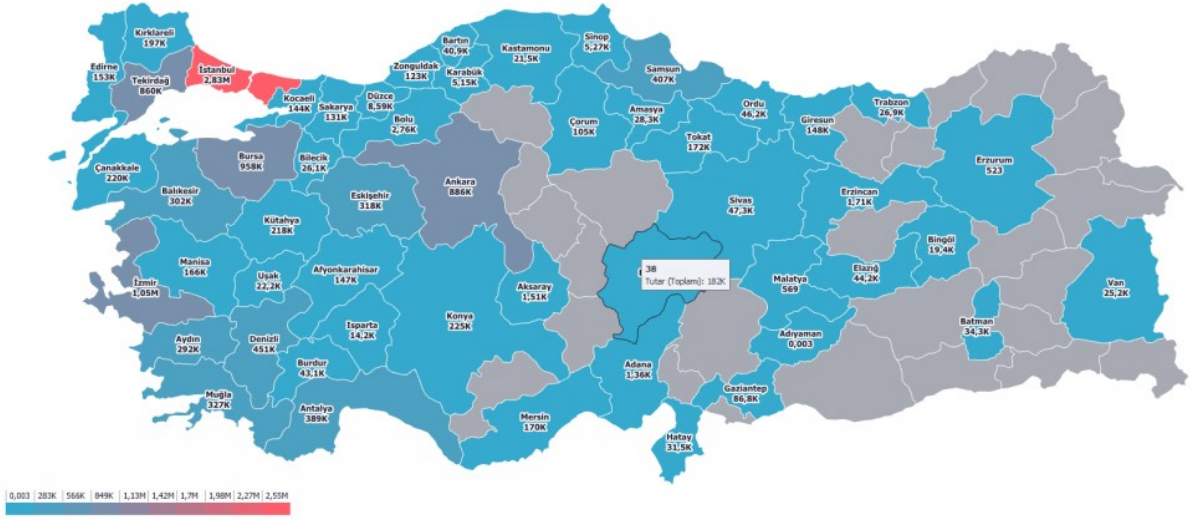 Kırklareli
197K
Edirne
153K
Tekirdağ
860K
İstanbul
2,83M
Kocaeli
144K
Sakarya
131K
Düzce
8,59K
Bolu
2,76K
Zonguldak
123K
Bartın
40,9K
Karabük
5,15K
Kastamonu
21,5K
Sinop
5,27K
Samsun
407K
Amasya
28,3K
Çorum
105K
Tokat
172K
Ordu
46,2K
Giresun
148K
Trabzon
26,9K
Erzurum
523
Çanakkale
220K
Balıkesir
302K
Bursa
958K
Bilecik
26,1K
Eskişehir
318K
Ankara
886K
Kütahya
218K
Sivas
47,3K
Erzincan
1,71K
Bingöl
19,4K
Elazığ
44,2K
Malatya
569
Van
25,2K
Batman
34,3K
Adıyaman
0,003
38
Tutar (Toplamı): 182K
Manisa
166K
Uşak
22,2K
Afyonkarahisar
147K
İzmir
1,05M
Aksaray
1,51K
Konya
225K
Isparta
14,2K
Aydın
292K
Denizli
451K
Burdur
43,1K
Muğla
327K
Antalya
389K
Mersin
170K
Adana
1,36K
Gaziantep
86,8K
Hatay
31,5K
0,003 283K 566K 849K 1,13M 1,42M 1,7M 1,98M 2,27M 2,55M